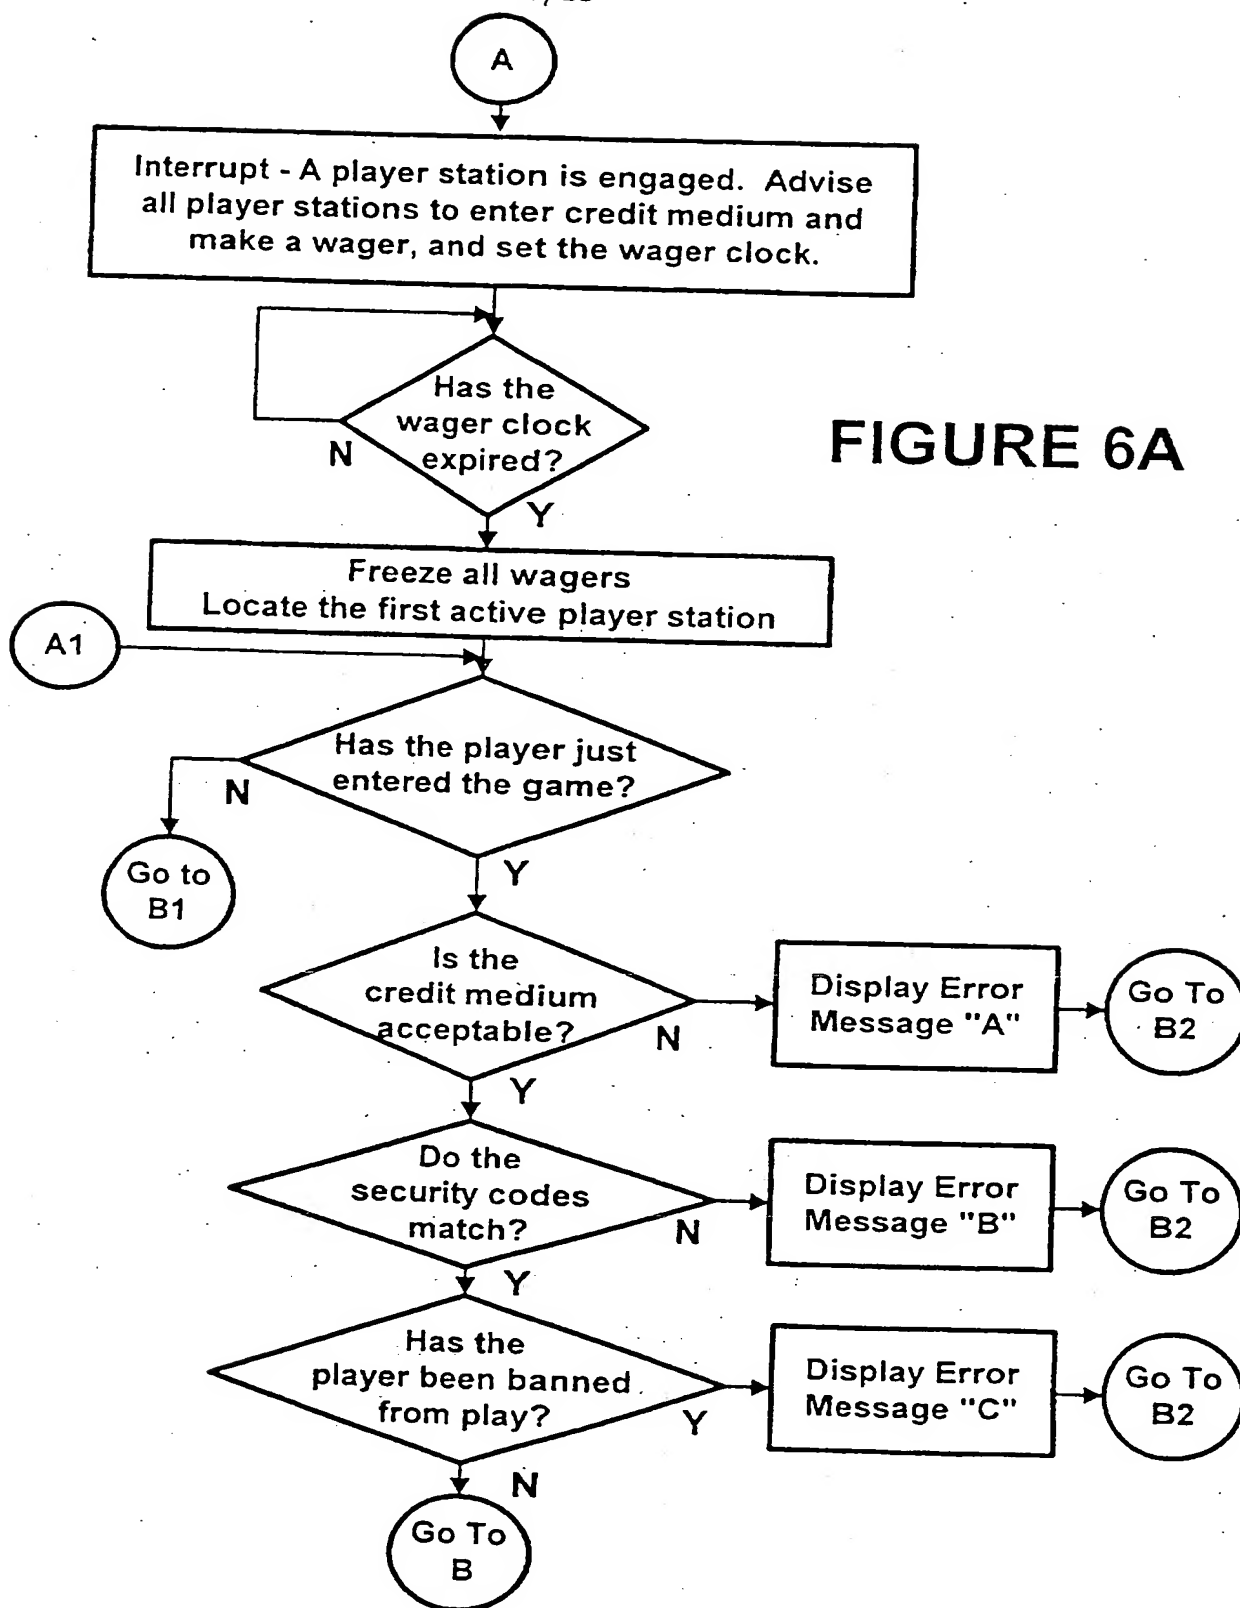 A
Interrupt - A player station is engaged. Advise
all player stations to enter credit medium and
make a wager, and set the wager clock.
Has the
wager clock
expired?
N
Y
FIGURE 6A
Freeze all wagers
Locate the first active player station
A1
Has the player just
entered the game?
N
Y
Go to
B1
Is the
credit medium
acceptable?
N
Y
Display Error
Message "A"
Go To
B2
Do the
security codes
match?
N
Y
Display Error
Message "B"
Go To
B2
Has the
player been banned
from play?
Y
N
Display Error
Message "C"
Go To
B2
Go To
B